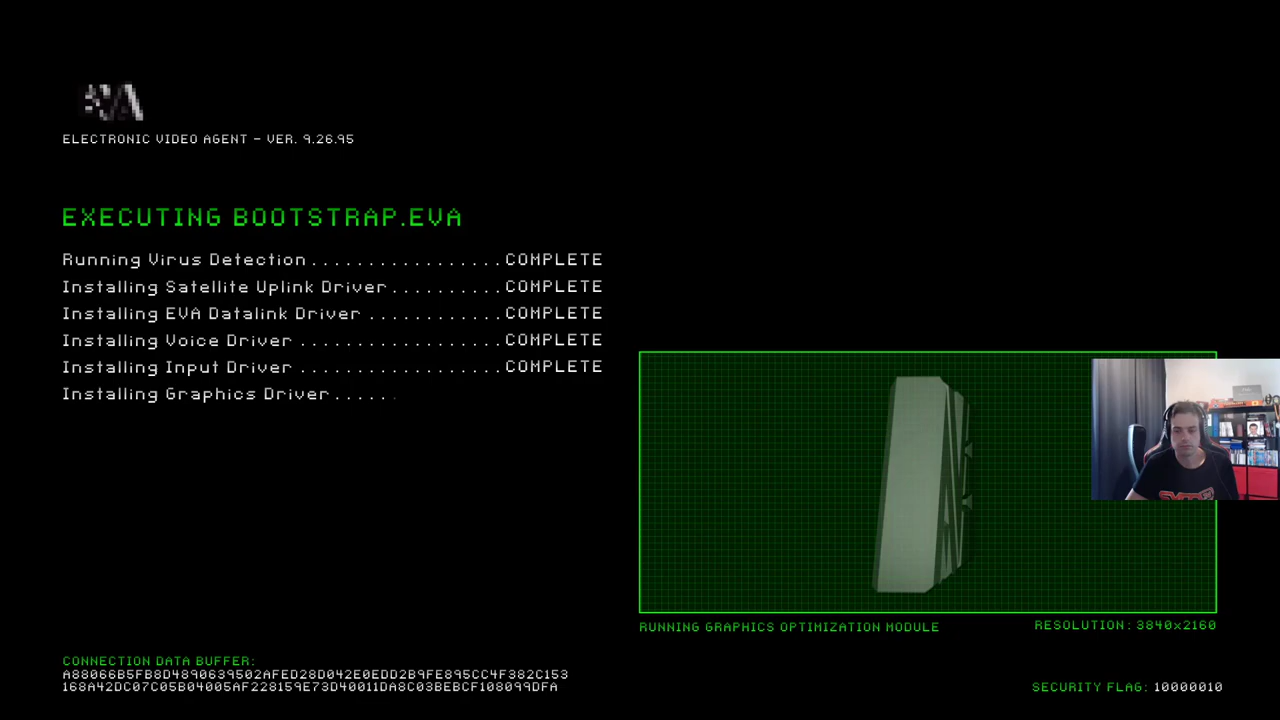 ELECTRONIC VIDEO AGENT - VER. 9.26.95
EXECUTING BOOTSTRAP.EVA
Running Virus Detection.................COMPLETE
Installing Satellite Uplink Driver..........COMPLETE
Installing EVA Datalink Driver ............COMPLETE
Installing Voice Driver ..................COMPLETE
Installing Input Driver ..................COMPLETE
Installing Graphics Driver......
RUNNING GRAPHICS OPTIMIZATION MODULE
RESOLUTION: 3840x2160
CONNECTION DATA BUFFER:
A88066B5FB8D4890639502AFED28D042E0EDD2B9FE895CC4F382C153
168A42DC07C05B04005AF228159E73D40011DA8C03BEBCF108099DFA
SECURITY FLAG: 10000010